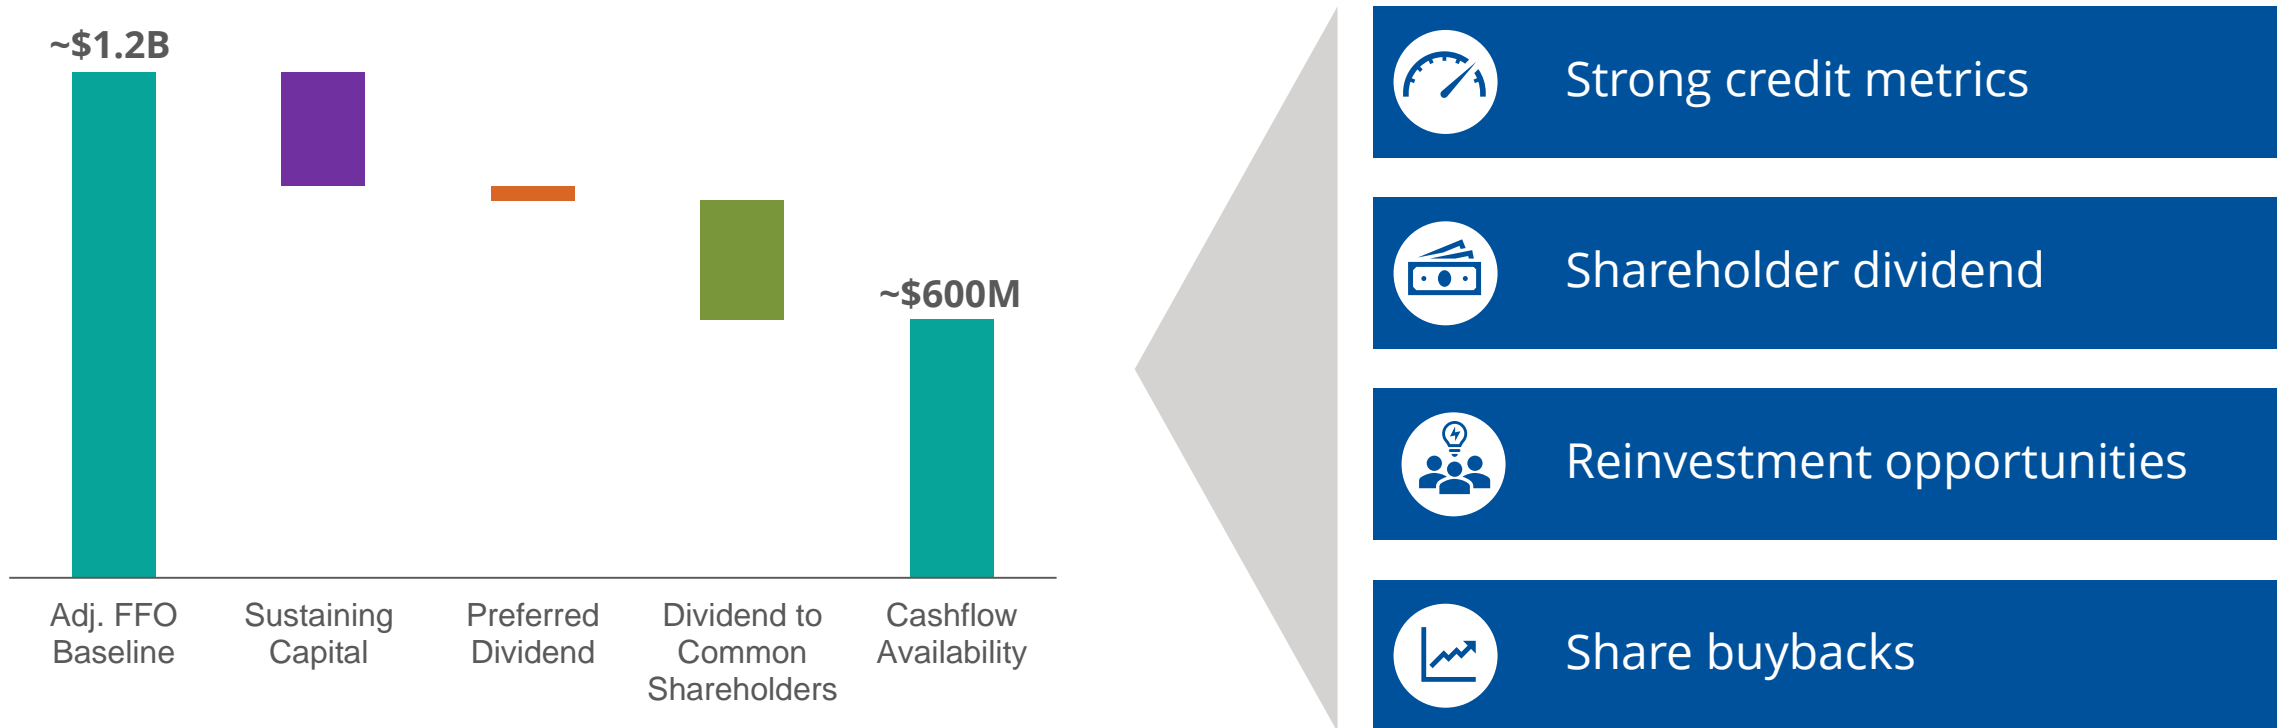 ~$1.2B
~$600M
Adj. FFO
Baseline
Sustaining
Capital
Preferred
Dividend
Dividend to
Common
Shareholders
Cashflow
Availability
Strong credit metrics
Shareholder dividend
Reinvestment opportunities
Share buybacks